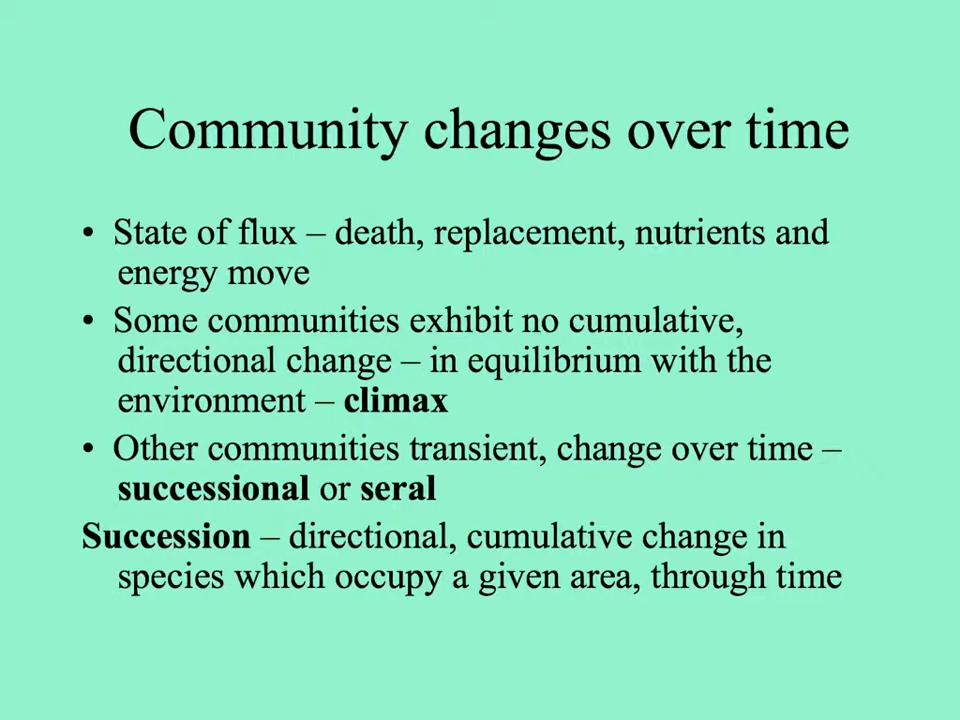 Community changes over time
• State of flux – death, replacement, nutrients and
energy move
• Some communities exhibit no cumulative,
directional change – in equilibrium with the
environment – climax
• Other communities transient, change over time –
successional or seral
Succession – directional, cumulative change in
species which occupy a given area, through time